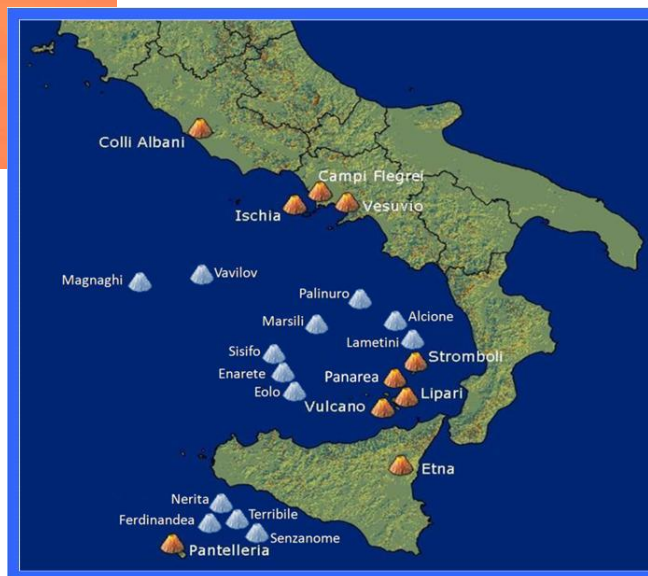 Colli Albani
Campi Flegrei
Ischia
Vesuvio
Magnaghi
Vavilov
Palinuro
Marsili
Alcione
Lametini
Sisifo
Stromboli
Enarete
Panarea
Eolo
Lipari
Vulcano
Etna
Nerita
Ferdinandea
Terribile
Senzanome
Pantelleria